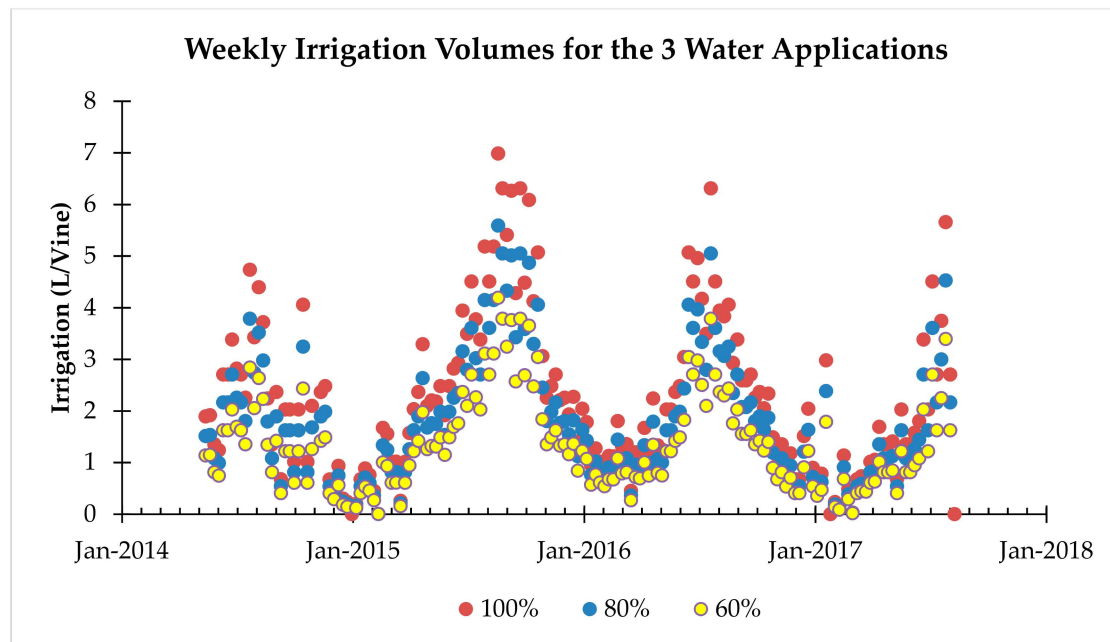 Weekly Irrigation Volumes for the 3 Water Applications
8
7
6
5
4
3
2
1
0
Irrigation (L/Vine)
Jan-2014 Jan-2015 Jan-2016 Jan-2017 Jan-2018
100% 80% 60%